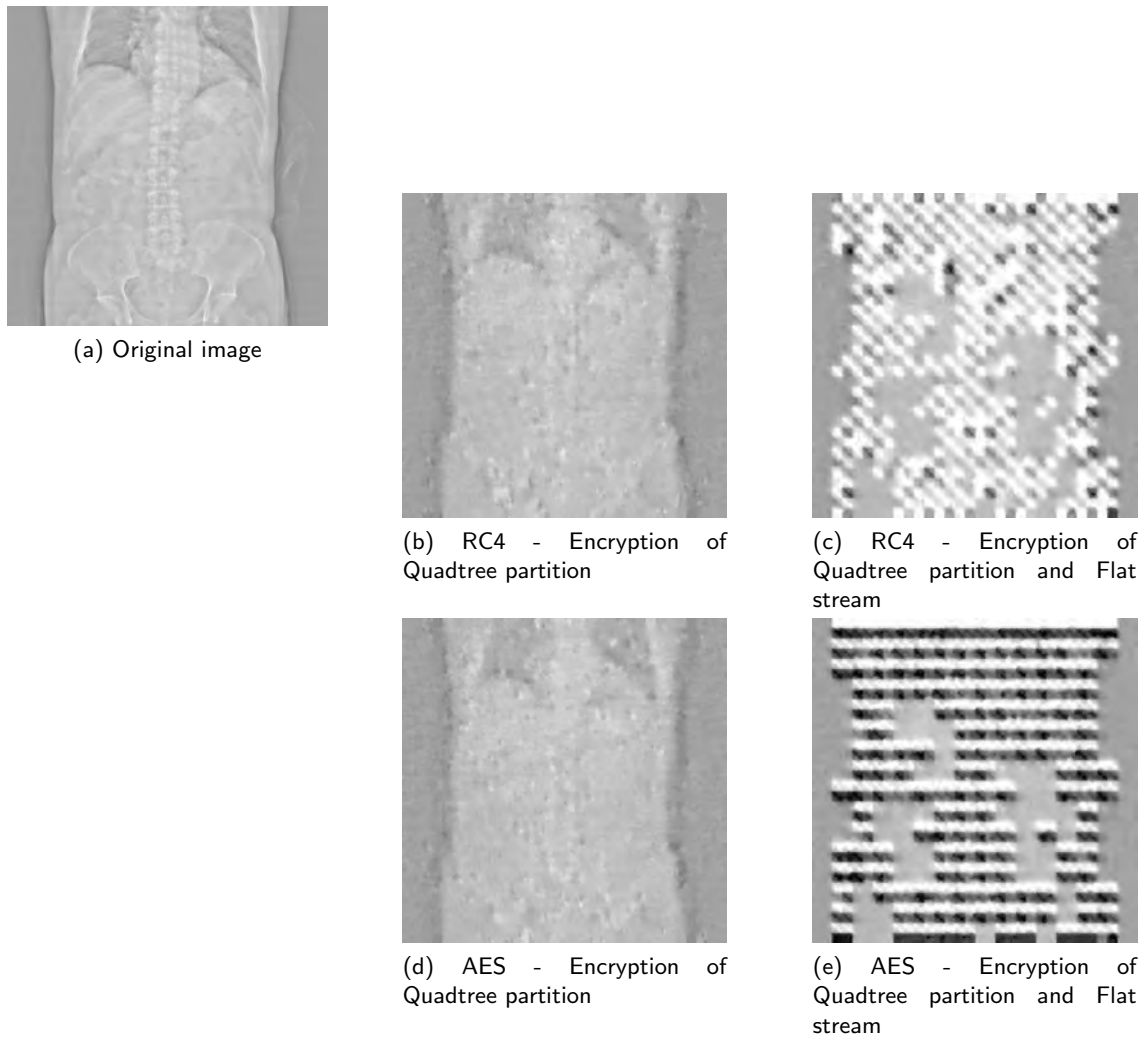 (a) Original image
(b) RC4 - Encryption of
Quadtree partition
(c) RC4 - Encryption of
Quadtree partition and Flat
stream
(d) AES - Encryption of
Quadtree partition
(e) AES - Encryption of
Quadtree partition and Flat
stream